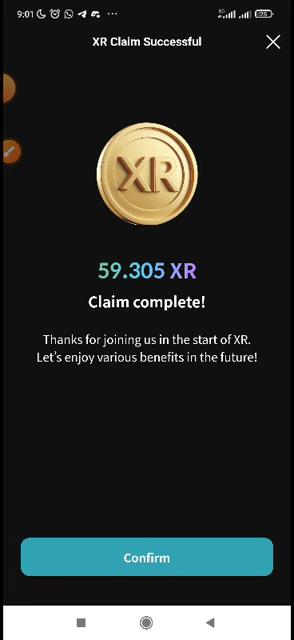 9:01
XR Claim Successful
XR
59.305 XR
Claim complete!
Thanks for joining us in the start of XR.
Let's enjoy various benefits in the future!
Confirm